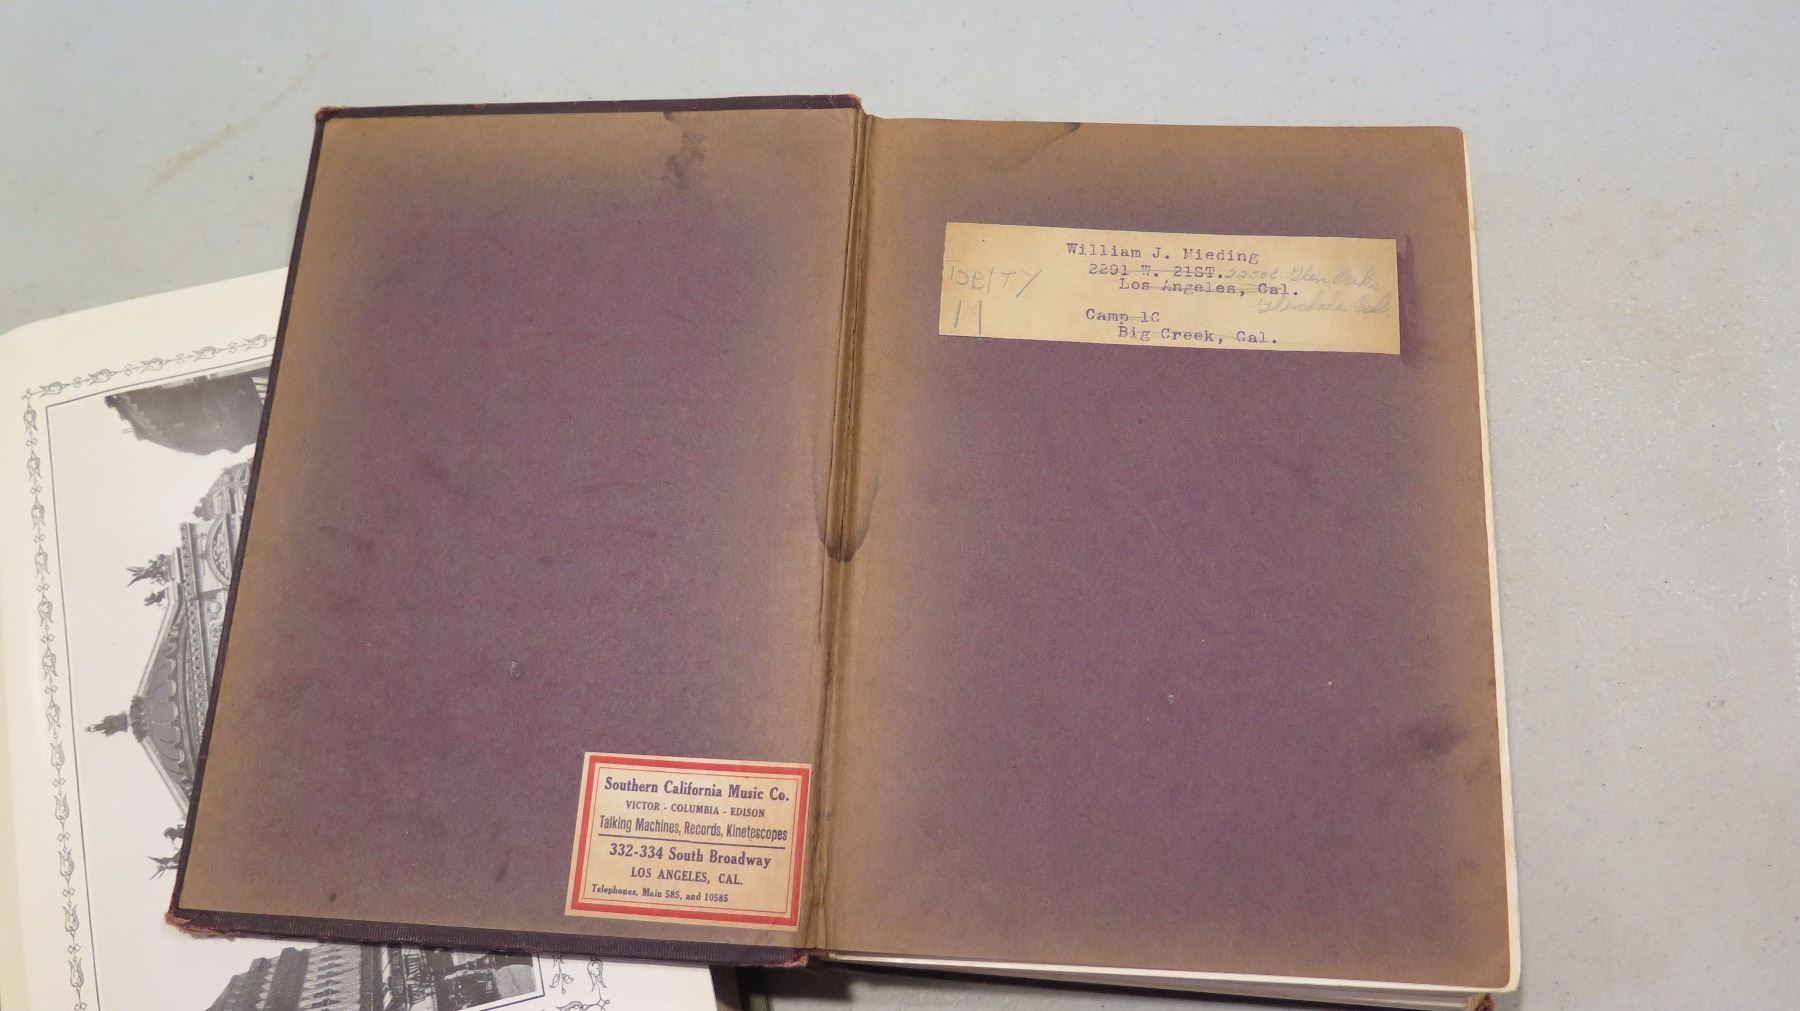 William J. Mieding
2291 W. 21ST. Glen Oaks
Los Angeles, Cal.
Glendale Cal.
Camp 1C
Big Creek, Cal.
Southern California Music Co.
VICTOR - COLUMBIA - EDISON
Talking Machines, Records, Kinetescopes
332-334 South Broadway
LOS ANGELES, CAL.
Telephones, Main 585, and 10585